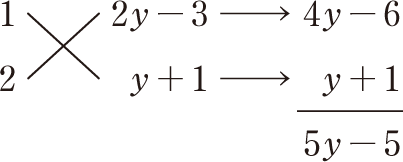 1 2y − 3 → 4y − 6
2 y + 1 → y + 1
5y − 5